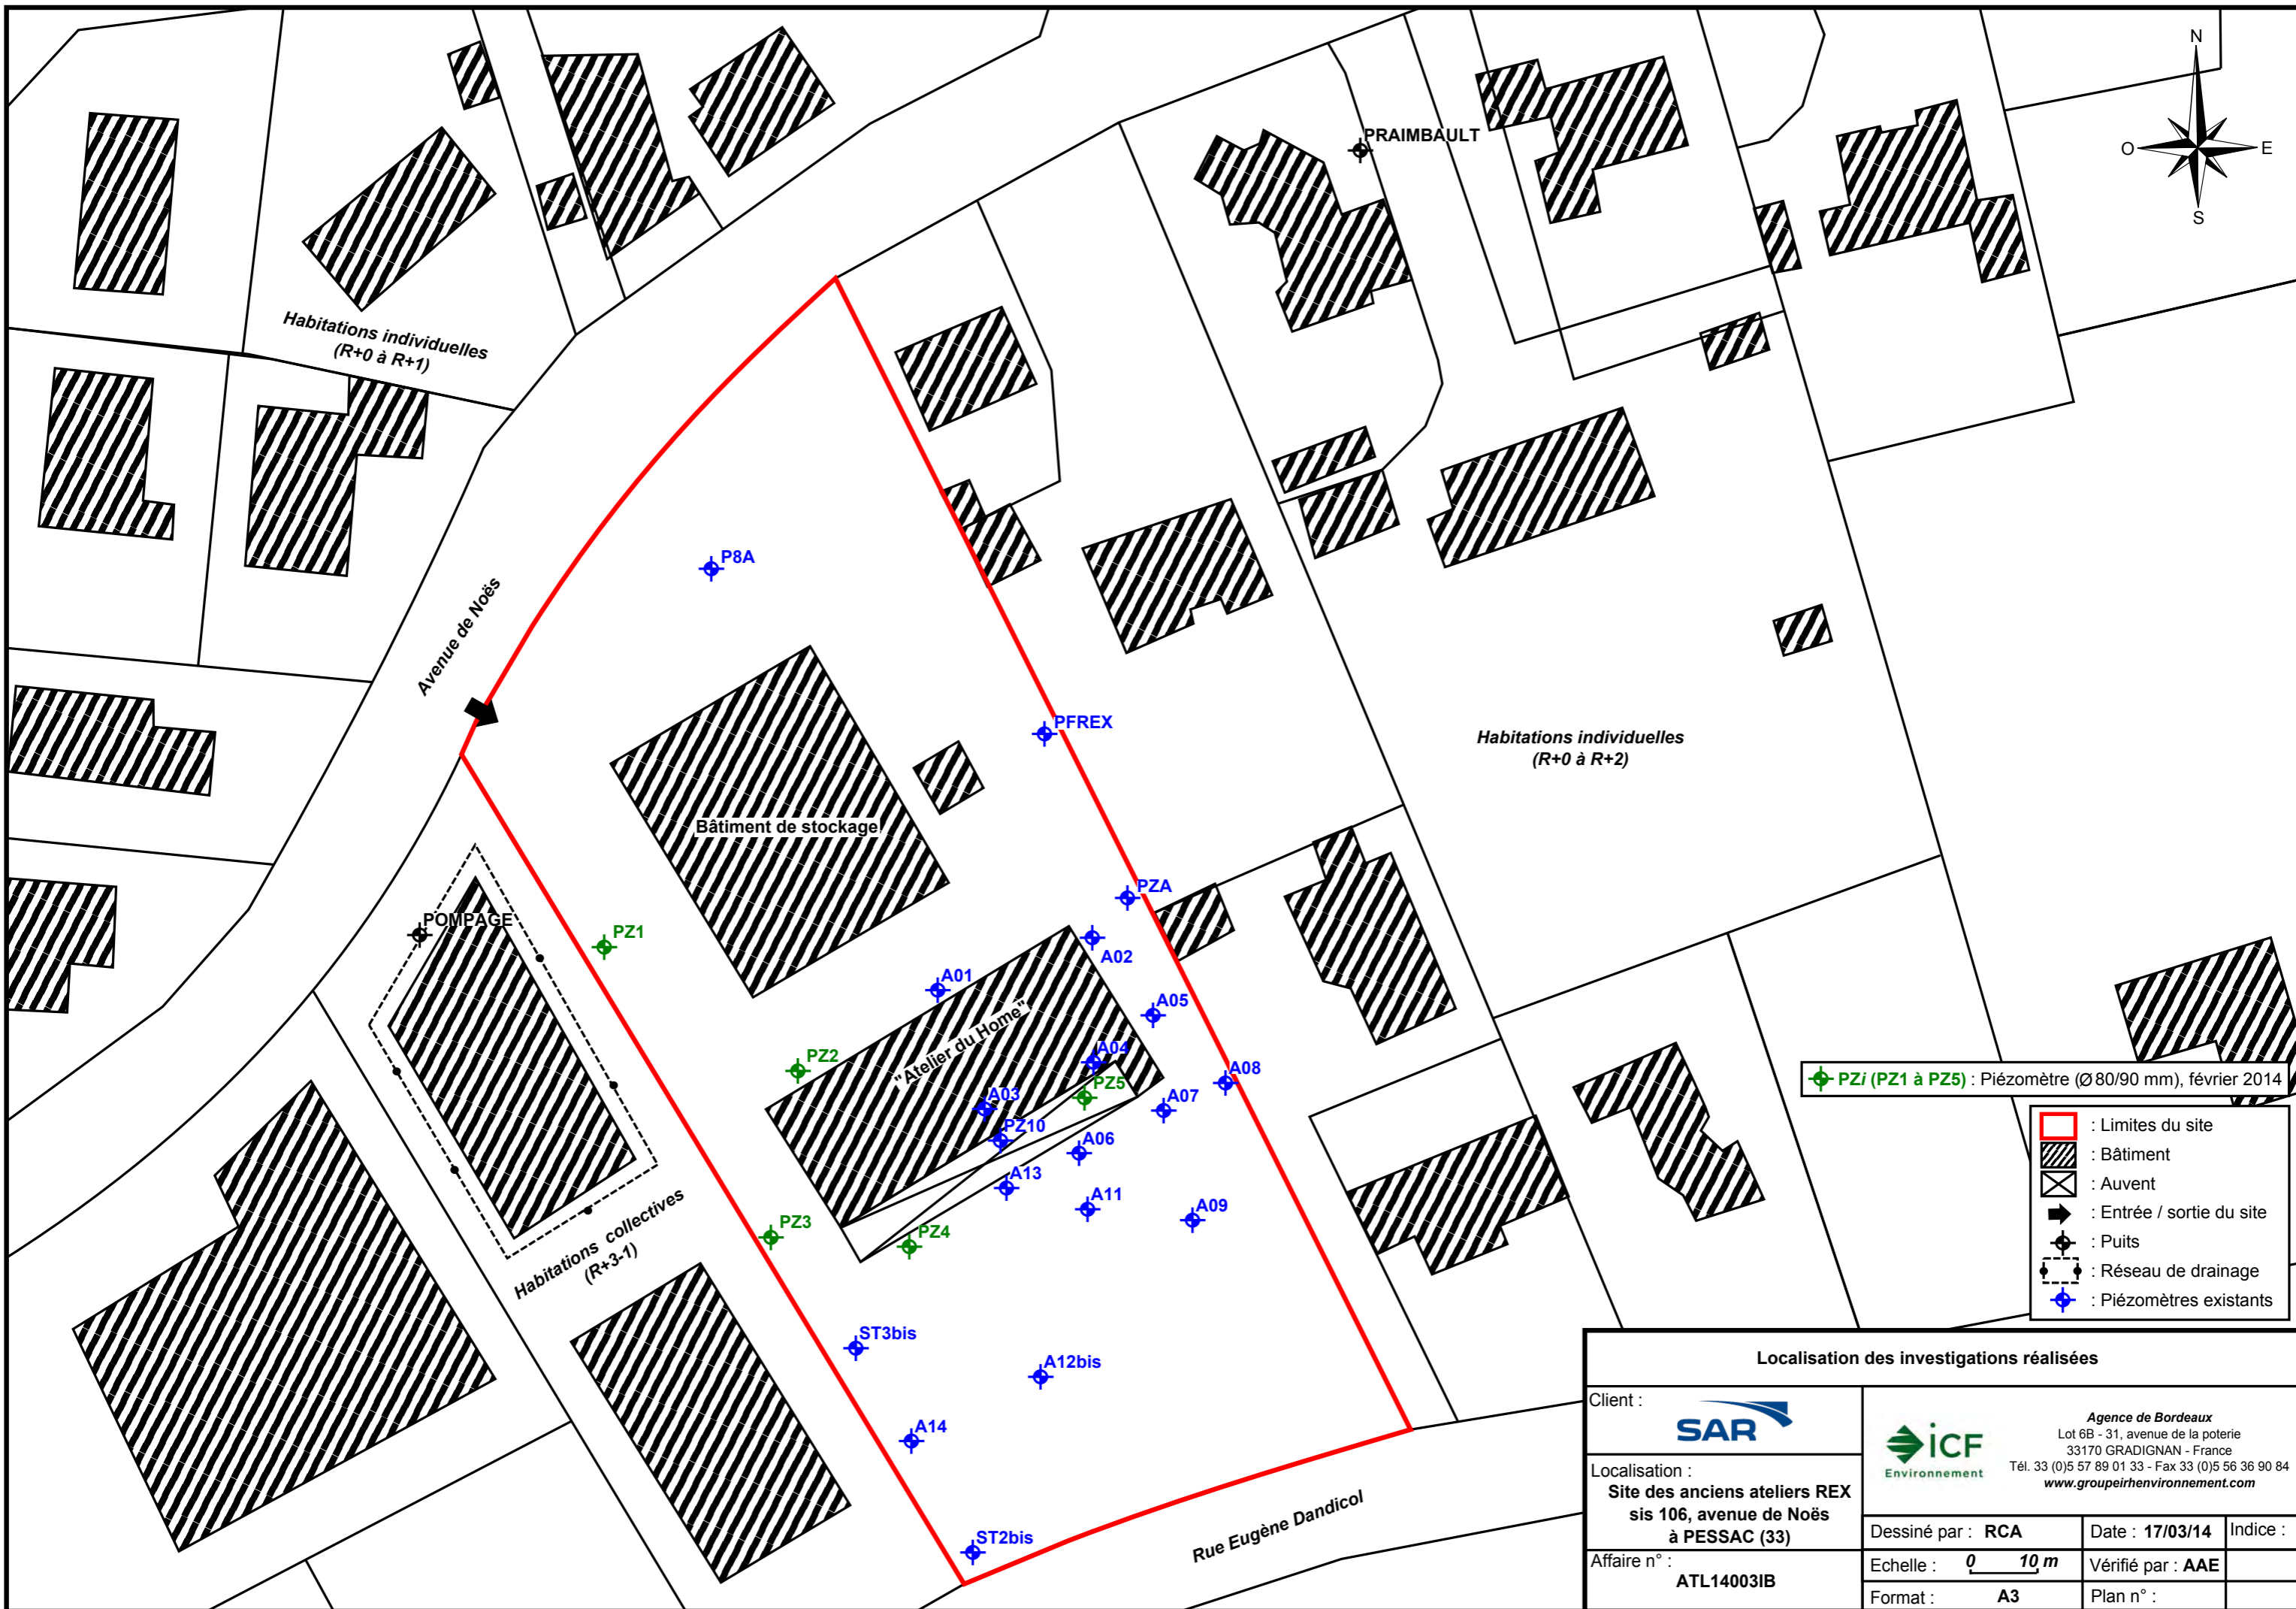 N
O
E
S
PRAIMBAULT
Habitations individuelles
(R+0 à R+1)
Avenue de Noës
P8A
PFREX
Habitations individuelles
(R+0 à R+2)
Bâtiment de stockage
PZA
POMPAGE
PZ1
A02
A01
A05
"Atelier du Home"
A04
PZ2
A08
PZ5
A03
A07
PZ10
A06
A13
A11
A09
PZ3
PZ4
Habitations collectives
(R+3-1)
ST3bis
A12bis
A14
ST2bis
Rue Eugène Dandicol
PZi (PZ1 à PZ5) : Piézomètre (Ø 80/90 mm), février 2014
: Limites du site
: Bâtiment
: Auvent
: Entrée / sortie du site
: Puits
: Réseau de drainage
: Piézomètres existants
Localisation des investigations réalisées
Client :
SAR
iCF
Environnement
Agence de Bordeaux
Lot 6B - 31, avenue de la poterie
33170 GRADIGNAN - France
Tél. 33 (0)5 57 89 01 33 - Fax 33 (0)5 56 36 90 84
www.groupeirhenvironnement.com
Localisation :
Site des anciens ateliers REX
sis 106, avenue de Noës
à PESSAC (33)
Affaire n° :
ATL14003IB
Dessiné par : RCA
Date : 17/03/14
Indice :
Echelle : 0 10 m
Vérifié par : AAE
Format : A3
Plan n° :